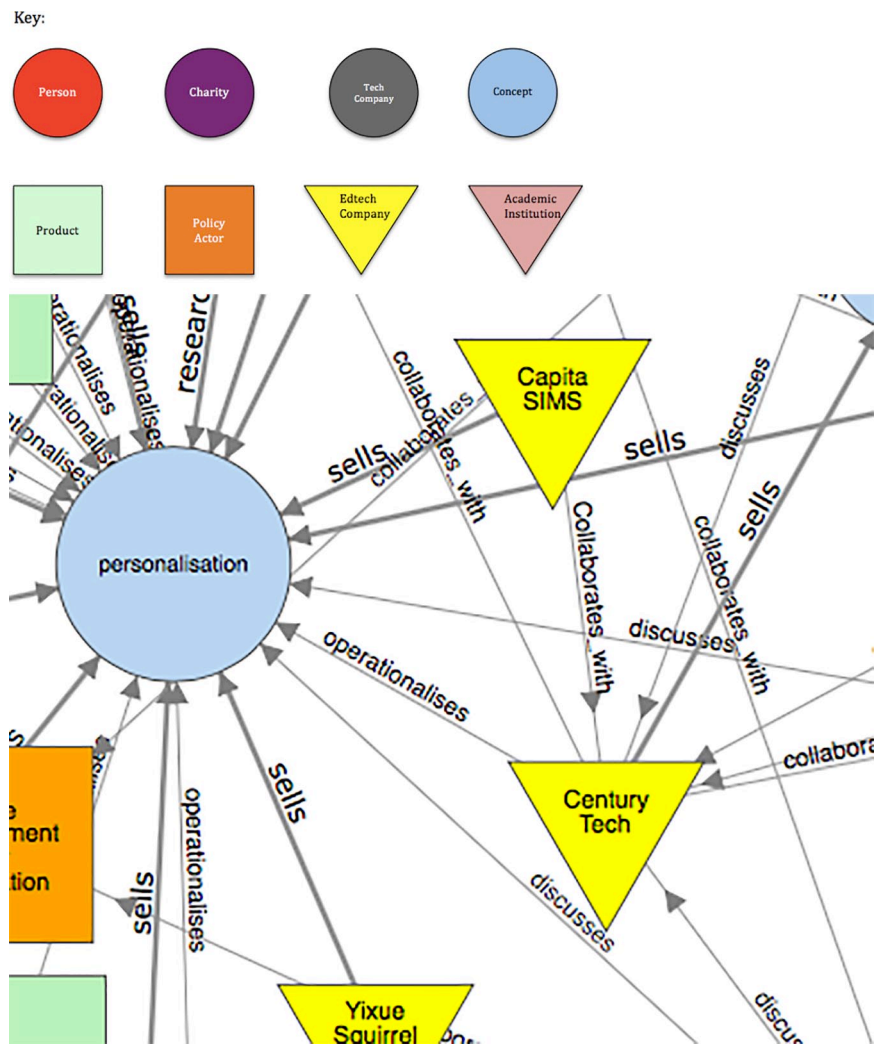 Key:
Person
Charity
Tech
Company
Concept
Product
Policy
Actor
Edtech
Company
Academic
Institution
sells
operationalises
collaborates_with
Capita
SIMS
discusses
sells
collaborates
sells
sells
Collaborates_with
collaborates_with
personalisation
discusses
operationalises
Century
Tech
sells
operationalises
sells
discusses
Yixue
Squirrel